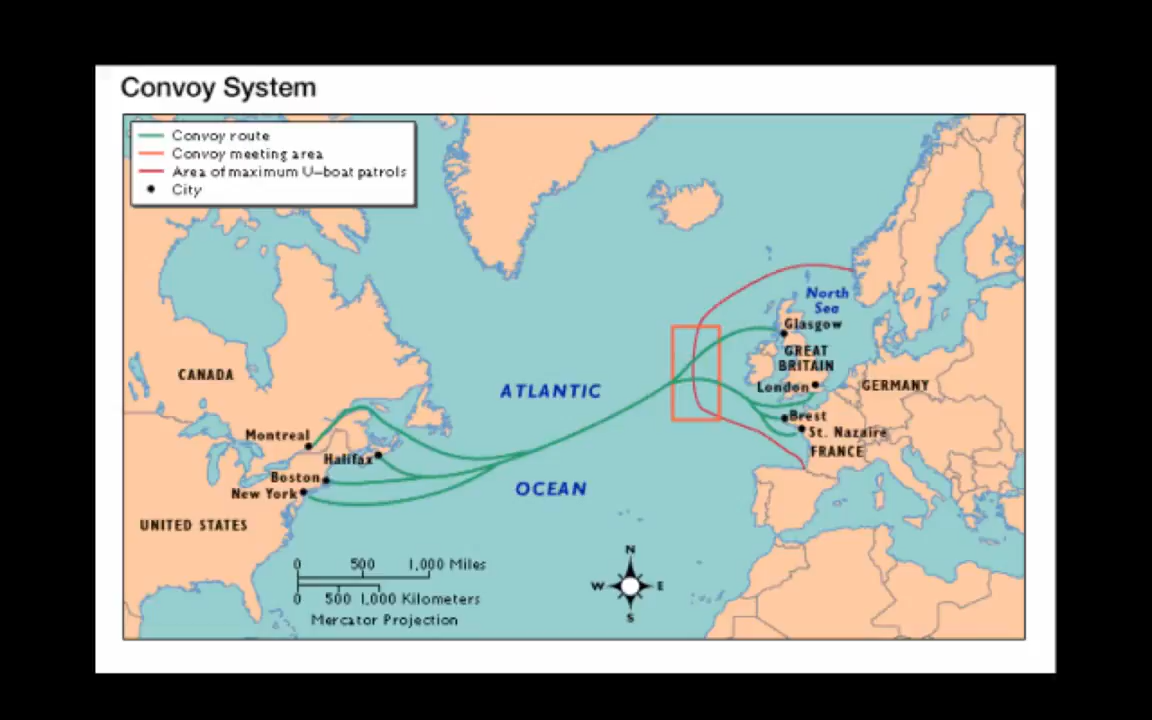 Convoy System
Convoy route
Convoy meeting area
Area of maximum U-boat patrols
City
North
Sea
Glasgow
GREAT
BRITAIN
CANADA
London
GERMANY
ATLANTIC
Brest
St. Nazaire
Montreal
FRANCE
Halifax
Boston
OCEAN
New York
UNITED STATES
N
0 500 1,000 Miles
W E
0 500 1,000 Kilometers
S
Mercator Projection